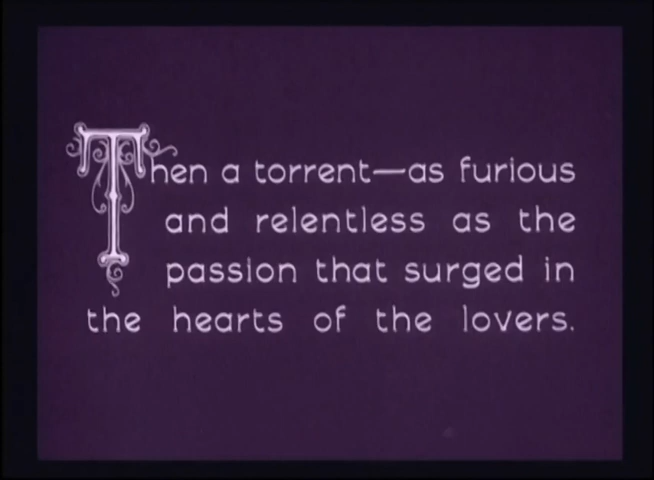 Then a torrent—as furious
and relentless as the
passion that surged in
the hearts of the lovers.